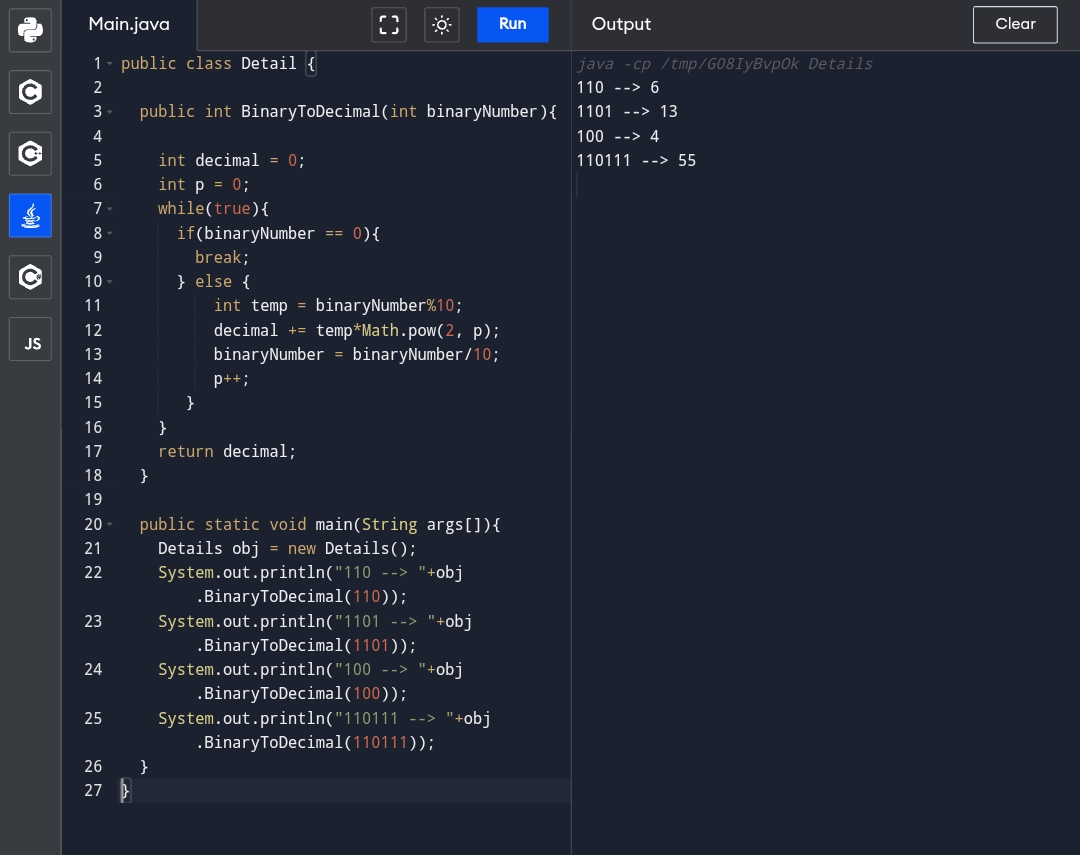 Main.java
Run
Output
Clear
1 public class Detail {
2
3 public int BinaryToDecimal(int binaryNumber){
4
5 int decimal = 0;
6 int p = 0;
7 while(true){
8 if(binaryNumber == 0){
9 break;
10 } else {
11 int temp = binaryNumber%10;
12 decimal += temp*Math.pow(2, p);
13 binaryNumber = binaryNumber/10;
14 p++;
15 }
16 }
17 return decimal;
18 }
19
20 public static void main(String args[]){
21 Details obj = new Details();
22 System.out.println("110 --> "+obj
.BinaryToDecimal(110));
23 System.out.println("1101 --> "+obj
.BinaryToDecimal(1101));
24 System.out.println("100 --> "+obj
.BinaryToDecimal(100));
25 System.out.println("110111 --> "+obj
.BinaryToDecimal(110111));
26 }
27 }
java -cp /tmp/G08IyBvpOk Details
110 --> 6
1101 --> 13
100 --> 4
110111 --> 55
C
C++
C#
JS